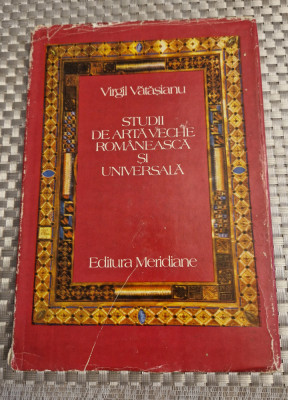 Virgil Vătășianu
STUDII
DE ARTĂ VECHE
ROMÂNEASCĂ
ȘI
UNIVERSALĂ
Editura Meridiane